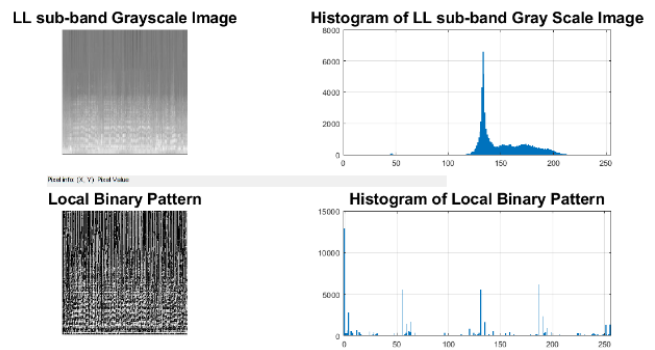 LL sub-band Grayscale Image
Histogram of LL sub-band Gray Scale Image
8000
6000
4000
2000
0
0 50 100 150 200 250
Pixel info: (X, Y) Pixel Value
Local Binary Pattern
Histogram of Local Binary Pattern
15000
10000
5000
0
0 50 100 150 200 250